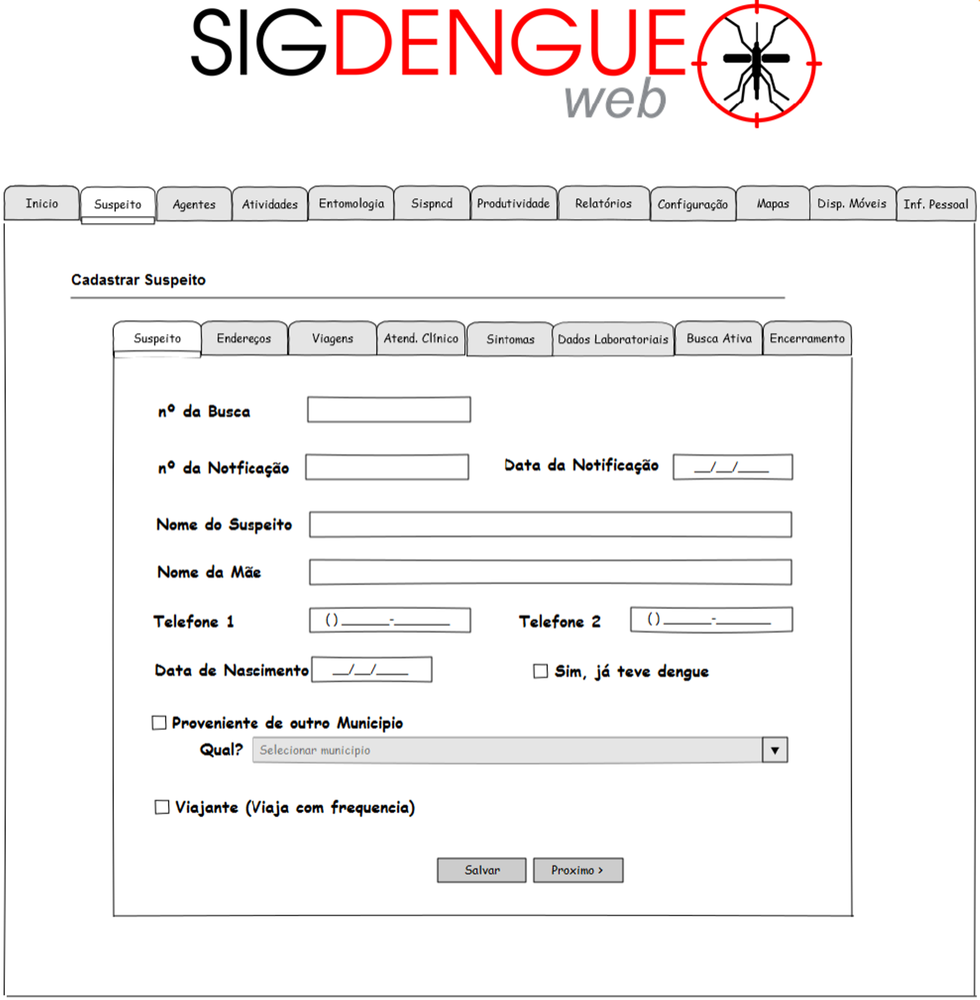 SIGDENGUE
web
Inicio Suspeito Agentes Atividades Entomologia Sispncd Produtividade Relatórios Configuração Mapas Disp. Móveis Inf. Pessoal
Cadastrar Suspeito
Suspeito Endereços Viagens Atend. Clínico Sintomas Dados Laboratoriais Busca Ativa Encerramento
nº da Busca
nº da Notficação Data da Notificação __/__/____
Nome do Suspeito
Nome da Mãe
Telefone 1 ( ) ______-_______ Telefone 2 ( ) ______-_______
Data de Nascimento __/__/____ Sim, já teve dengue
Proveniente de outro Municipio
Qual? Selecionar municipio
Viajante (Viaja com frequencia)
Salvar Proximo >